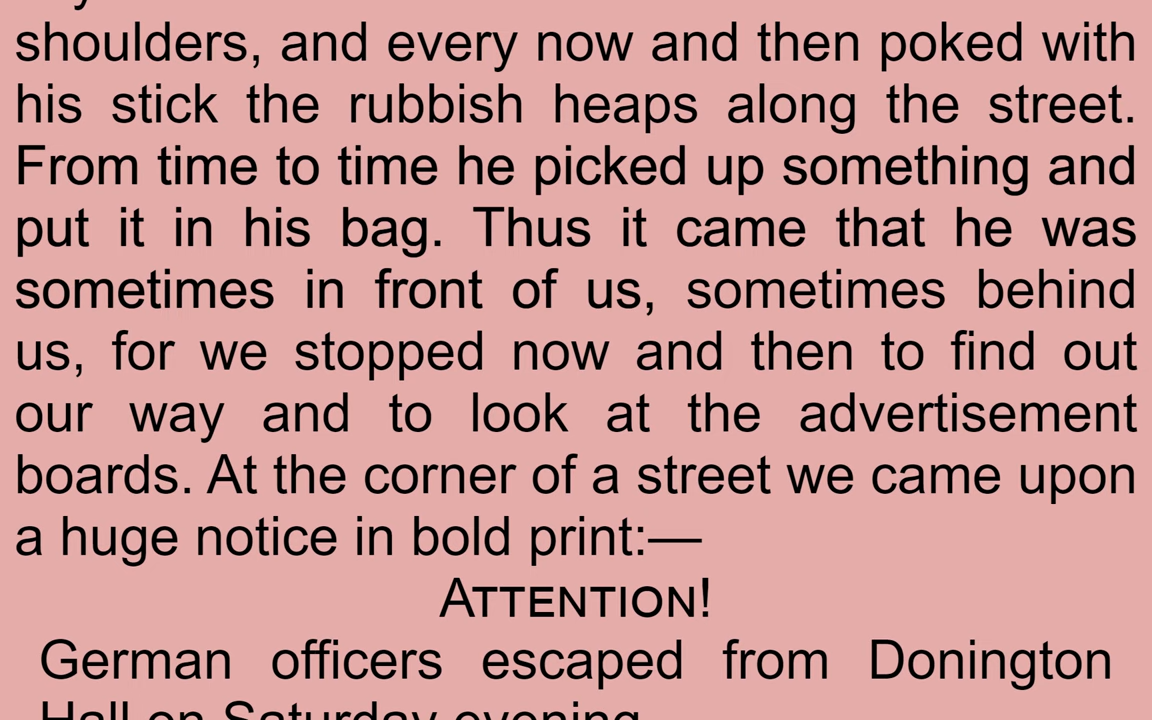 shoulders, and every now and then poked with
his stick the rubbish heaps along the street.
From time to time he picked up something and
put it in his bag. Thus it came that he was
sometimes in front of us, sometimes behind
us, for we stopped now and then to find out
our way and to look at the advertisement
boards. At the corner of a street we came upon
a huge notice in bold print:—
ATTENTION!
German officers escaped from Donington
Hall on Saturday evening